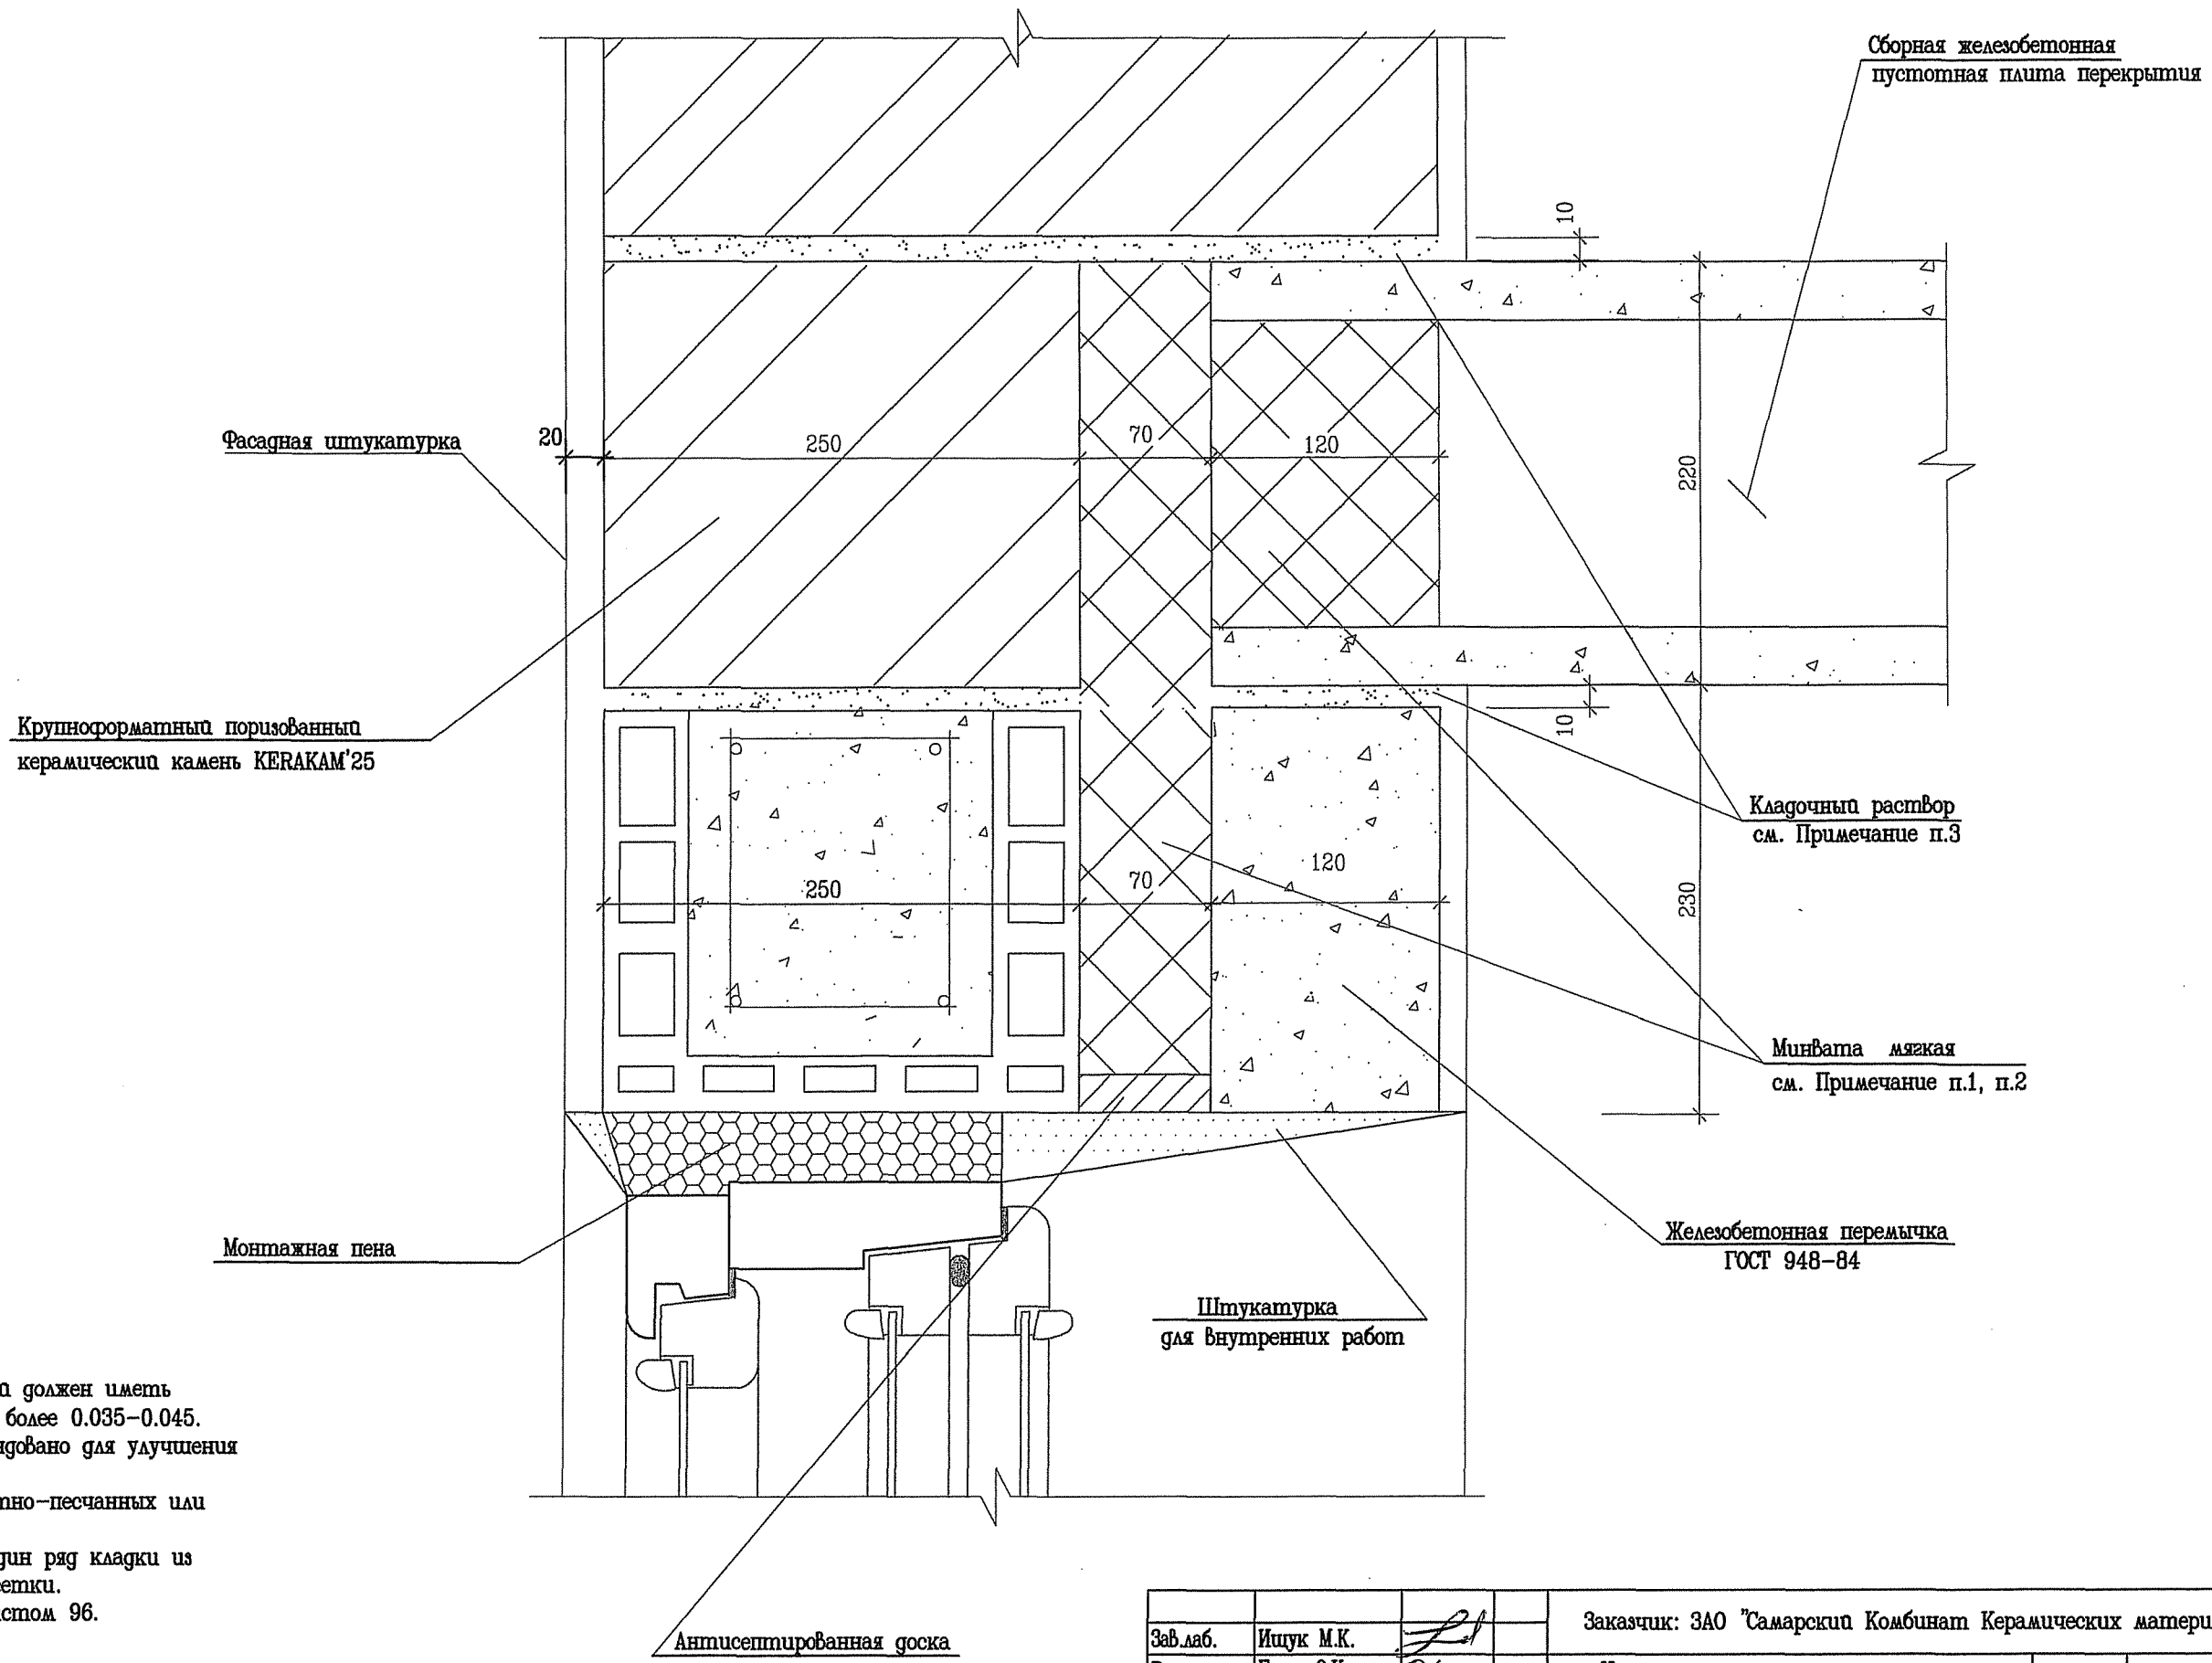 Сборная железобетонная
пустотная плита перекрытия
10
Фасадная штукатурка
20
250
70
120
220
Крупноформатный поризованный
керамический камень KERAKAM'25
10
Кладочный раствор
см. Примечание п.3
250
70
120
230
Минвата мягкая
см. Примечание п.1, п.2
Железобетонная перемычка
ГОСТ 948-84
Монтажная пена
Штукатурка
для внутренних работ
должен иметь
более 0.035-0.045.
для улучшения
или
ряд кладки из
96.
Антисептированная доска
Заказчик: ЗАО "Самарский Комбинат Керамических
Зав.лаб.
Ищук М.К.